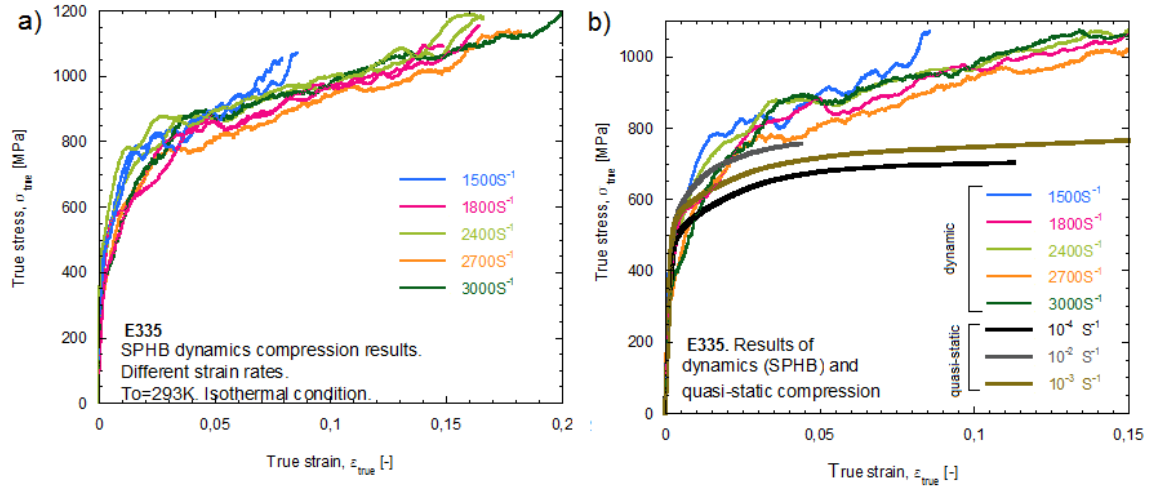 a)
1200
1000
800
600
400
200
0
True stress, σtrue [MPa]
1500S⁻¹
1800S⁻¹
2400S⁻¹
2700S⁻¹
3000S⁻¹
E335
SPHB dynamics compression results.
Different strain rates.
To=293K. Isothermal condition.
0 0,05 0,1 0,15 0,2
True strain, εtrue [-]
b)
1000
800
600
400
200
0
True stress, σtrue [MPa]
dynamic
1500S⁻¹
1800S⁻¹
2400S⁻¹
2700S⁻¹
3000S⁻¹
quasi-static
10⁻⁴ S⁻¹
10⁻² S⁻¹
10⁻³ S⁻¹
E335. Results of
dynamics (SPHB) and
quasi-static compression
0 0,05 0,1 0,15
True strain, εtrue [-]